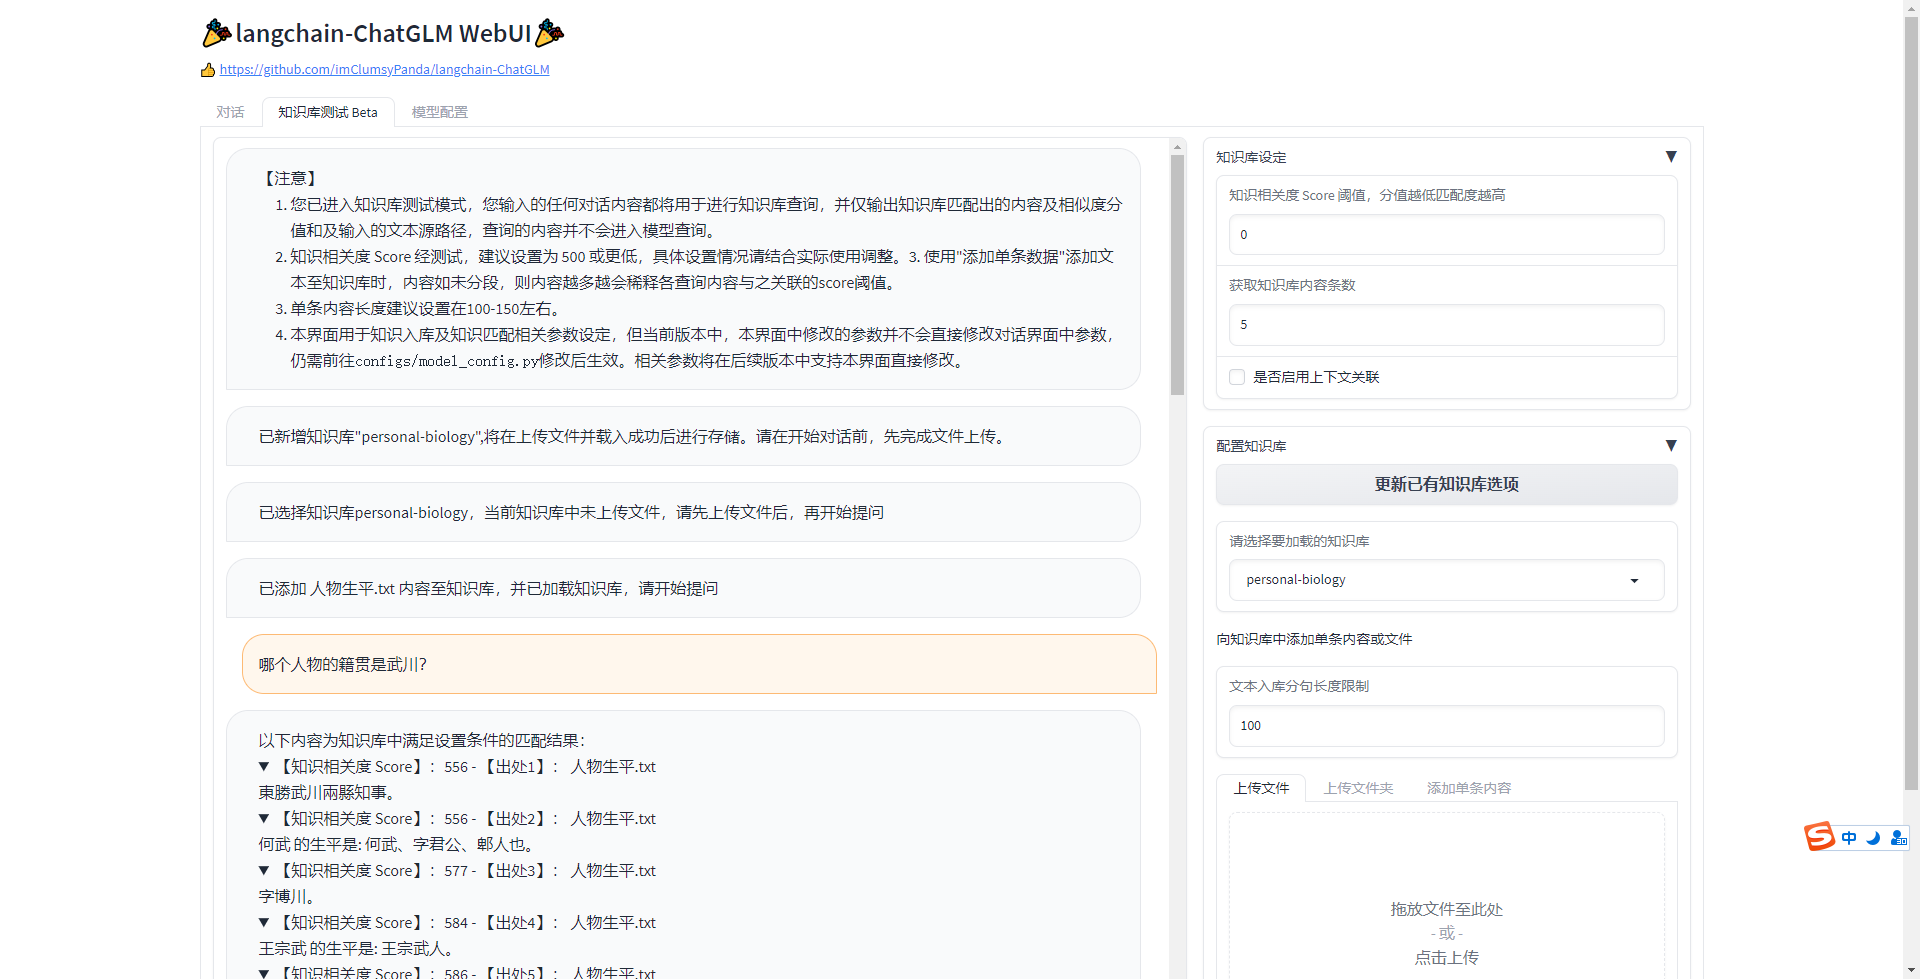 langchain-ChatGLM WebUI
https://github.com/imClumsyPanda/langchain-ChatGLM
对话
知识库测试 Beta
模型配置
【注意】
1. 您已进入知识库测试模式，您输入的任何对话内容都将用于进行知识库查询，并仅输出知识库匹配出的内容及相似度分
值和及输入的文本源路径，查询的内容并不会进入模型查询。
2. 知识相关度 Score 经测试，建议设置为 500 或更低，具体设置情况请结合实际使用调整。3. 使用"添加单条数据"添加文
本至知识库时，内容如未分段，则内容越多越会稀释各查询内容与之关联的score阈值。
3. 单条内容长度建议设置在100-150左右。
4. 本界面用于知识入库及知识匹配相关参数设定，但当前版本中，本界面中修改的参数并不会直接修改对话界面中参数，
仍需前往configs/model_config.py修改后生效。相关参数将在后续版本中支持本界面直接修改。
已新增知识库"personal-biology",将在上传文件并载入成功后进行存储。请在开始对话前，先完成文件上传。
已选择知识库personal-biology，当前知识库中未上传文件，请先上传文件后，再开始提问
已添加 人物生平.txt 内容至知识库，并已加载知识库，请开始提问
哪个人物的籍贯是武川?
以下内容为知识库中满足设置条件的匹配结果：
▼ 【知识相关度 Score】：556 - 【出处1】： 人物生平.txt
東勝武川兩縣知事。
▼ 【知识相关度 Score】：556 - 【出处2】： 人物生平.txt
何武 的生平是: 何武、字君公、郫人也。
▼ 【知识相关度 Score】：577 - 【出处3】： 人物生平.txt
字博川。
▼ 【知识相关度 Score】：584 - 【出处4】： 人物生平.txt
王宗武 的生平是: 王宗武人。
▼ 【知识相关度 Score】：586 - 【出处5】： 人物生平.txt
知识库设定 ▼
知识相关度 Score 阈值，分值越低匹配度越高
0
获取知识库内容条数
5
是否启用上下文关联
配置知识库 ▼
更新已有知识库选项
请选择要加载的知识库
personal-biology
向知识库中添加单条内容或文件
文本入库分句长度限制
100
上传文件
上传文件夹
添加单条内容
拖放文件至此处
- 或 -
点击上传
中